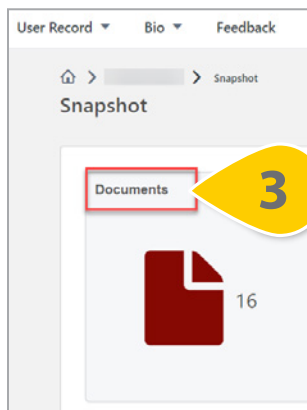 User Record Bio Feedback
Snapshot
Snapshot
Documents
3
16